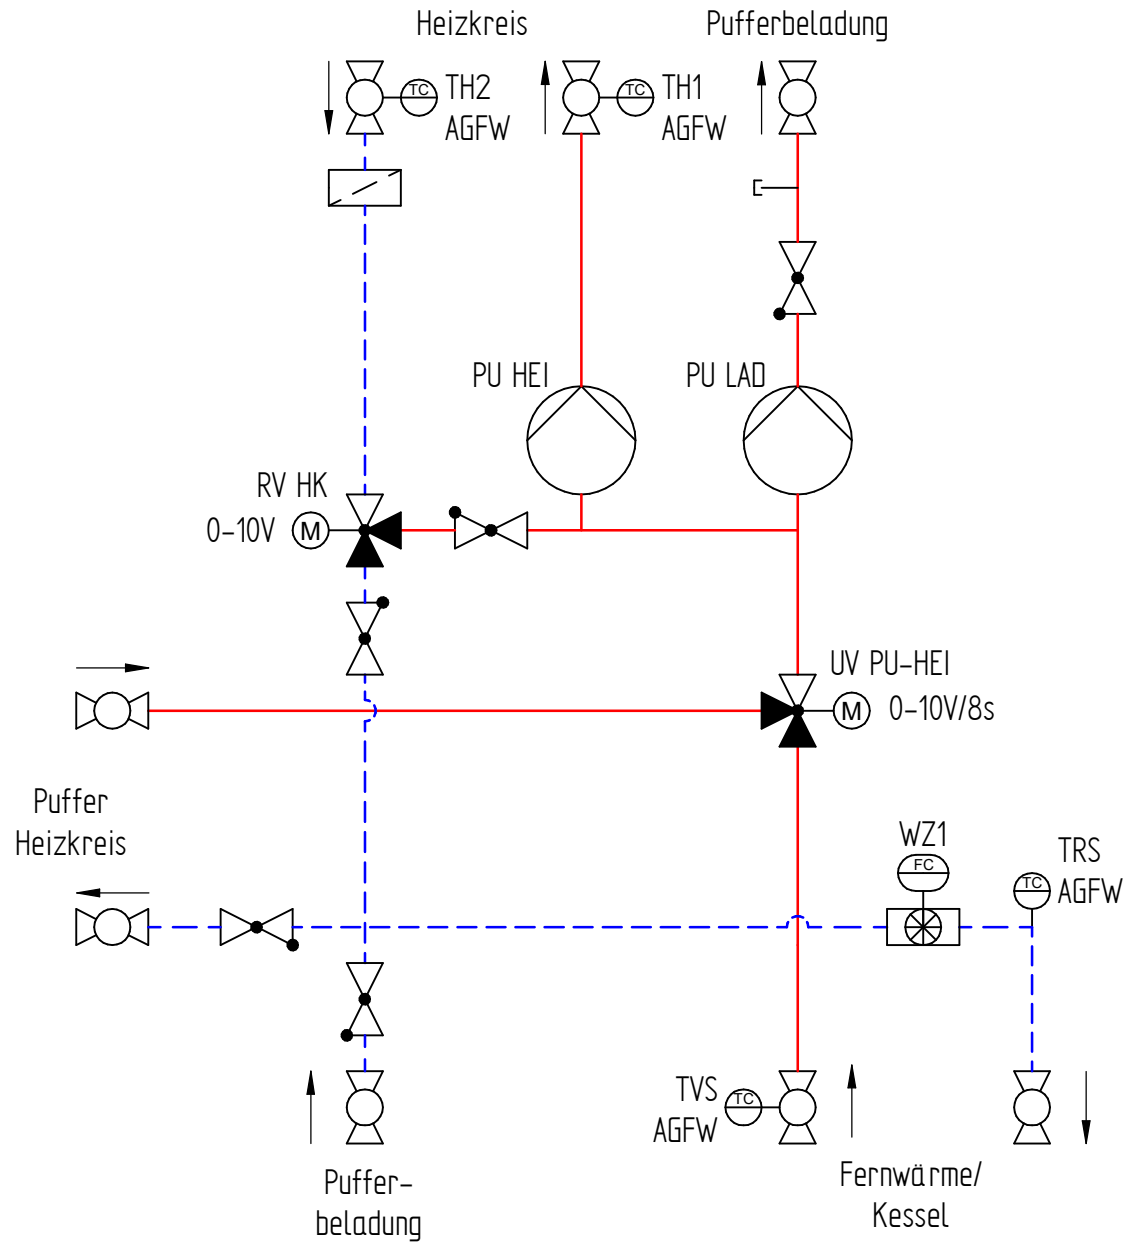 Heizkreis
Pufferbeladung
TC
TH2
AGFW
TC
TH1
AGFW
PU HEI
PU LAD
RV HK
0-10V
M
UV PU-HEI
M
0-10V/8s
Puffer
Heizkreis
WZ1
FC
TRS
TC
AGFW
TVS
TC
AGFW
Fernwärme/
Kessel
Puffer-
beladung